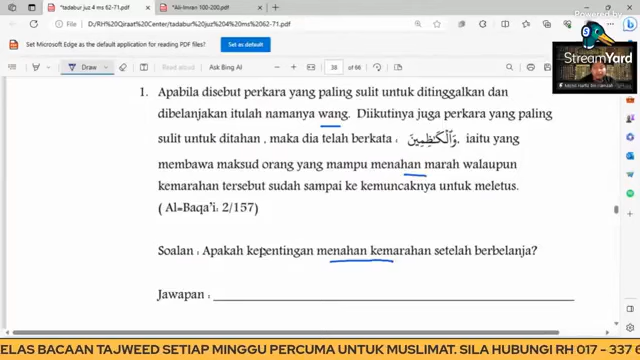 *tadabur juz 4 ms 62-71.pdf
Ali-Imran 100-200.pdf
D:/RH Qiraat Center/tadabur%20juz%204%20ms%2062-71.pdf
Set Microsoft Edge as the default application for reading PDF files?
Set as default
Draw
Ask Bing AI
38
of 66
Powered by
StreamYard
1. Apabila disebut perkara yang paling sulit untuk ditinggalkan dan
dibelanjakan itulah namanya wang. Diikutinya juga perkara yang paling
sulit untuk ditahan , maka dia telah berkata : وَٱلْكَٰظِمِينَ, iaitu yang
membawa maksud orang yang mampu menahan marah walaupun
kemarahan tersebut sudah sampai ke kemuncaknya untuk meletus.
( Al=Baqa'i: 2/157)
Soalan : Apakah kepentingan menahan kemarahan setelah berbelanja?
Jawapan :
ELAS BACAAN TAJWEED SETIAP MINGGU PERCUMA UNTUK MUSLIMAT. SILA HUBUNGI RH 017 - 337 6